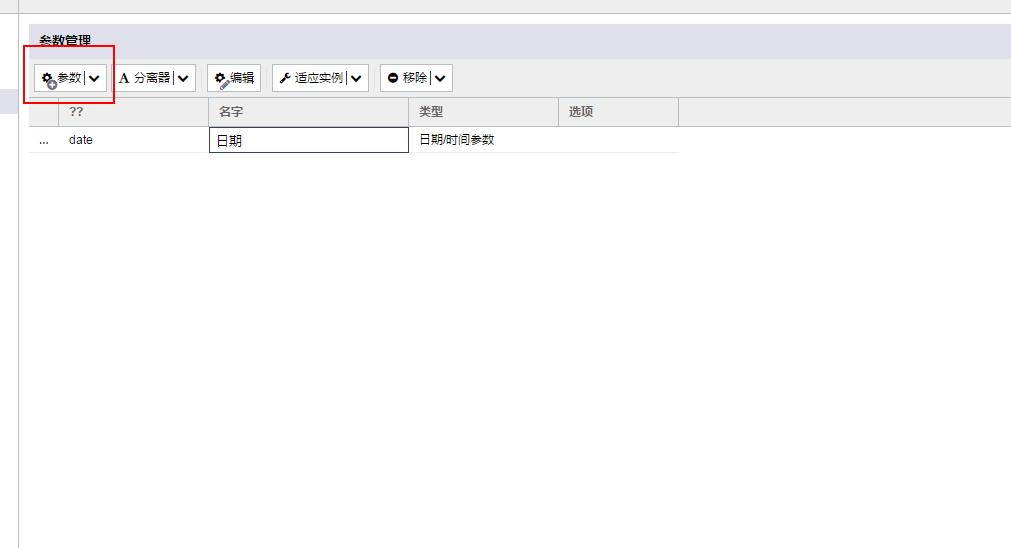 参数管理
参数 A 分离器 编辑 适应实例 移除
?? 名字 类型 选项
... date 日期 日期/时间参数